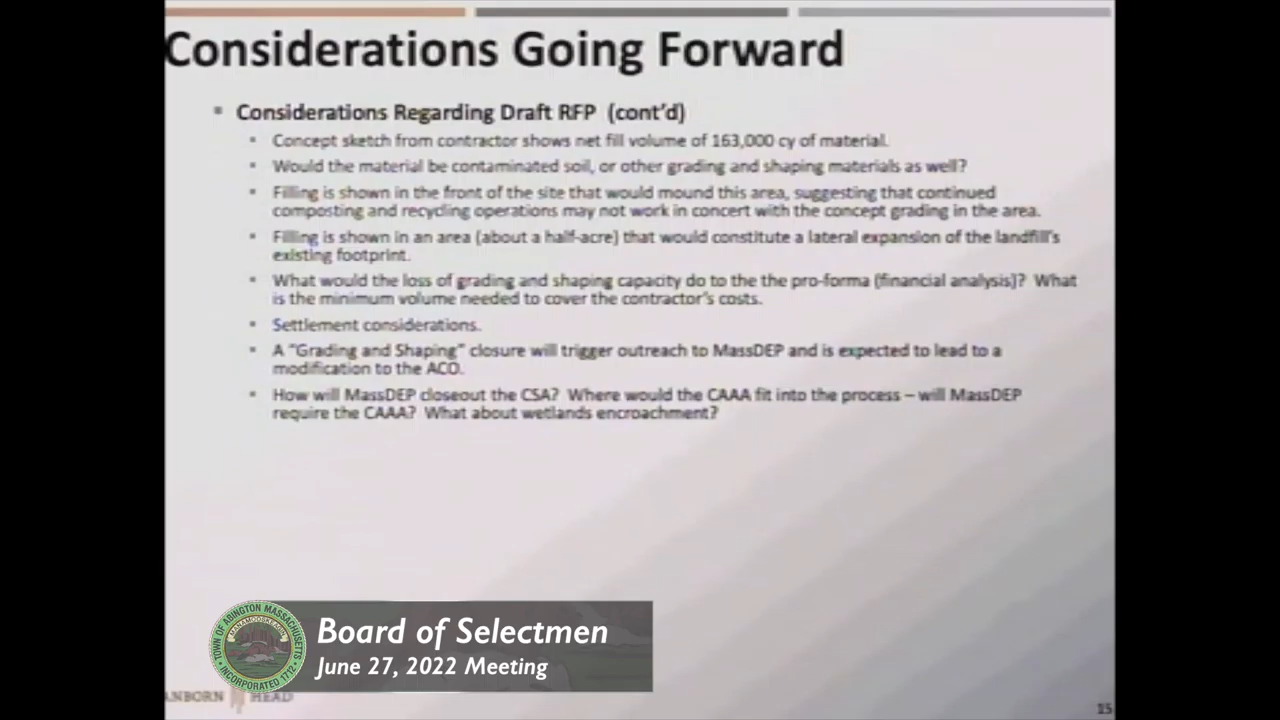 Considerations Going Forward
Considerations Regarding Draft RFP (cont'd)
Concept sketch from contractor shows net fill volume of 163,000 cy of material.
Would the material be contaminated soil, or other grading and shaping materials as well?
Filling is shown in the front of the site that would mound this area, suggesting that continued
composting and recycling operations may not work in concert with the concept grading in the area.
Filling is shown in an area (about a half-acre) that would constitute a lateral expansion of the landfill's
existing footprint.
What would the loss of grading and shaping capacity do to the the pro-forma (financial analysis)? What
is the minimum volume needed to cover the contractor's costs.
Settlement considerations.
A "Grading and Shaping" closure will trigger outreach to MassDEP and is expected to lead to a
modification to the ACO.
How will MassDEP closeout the CSA? Where would the CAAA fit into the process – will MassDEP
require the CAAA? What about wetlands encroachment?
TOWN OF ABINGTON MASSACHUSETTS
MANAMOOSKEAGIN
INCORPORATED 1712
Board of Selectmen
June 27, 2022 Meeting
ANBORN HEAD
15